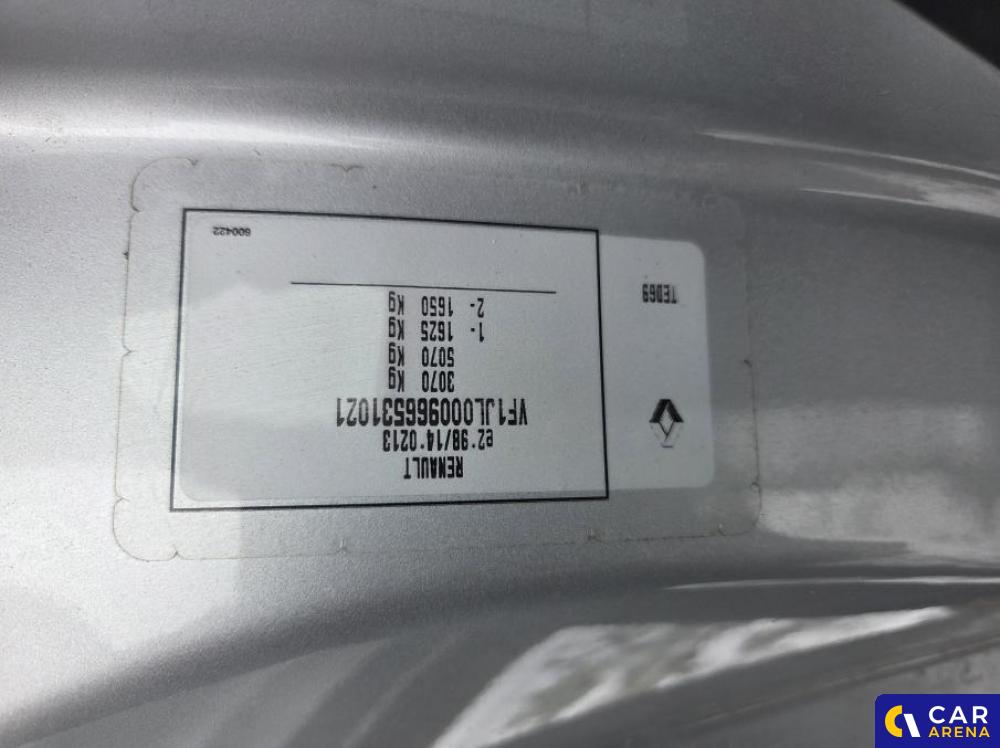 RENAULT
e2*98/14*0213
VF1JL000966531021
3070 Kg
5070 Kg
1- 1625 Kg
2- 1650 Kg
600422
TED69
CAR
ARENA